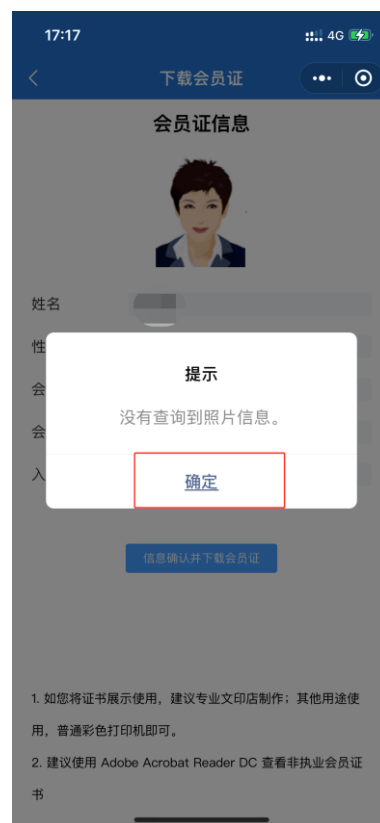 17:17
4G
下载会员证
会员证信息
姓名
性
提示
会
没有查询到照片信息。
会
入
确定
信息确认并下载会员证
1. 如您将证书展示使用，建议专业文印店制作；其他用途使
用，普通彩色打印机即可。
2. 建议使用 Adobe Acrobat Reader DC 查看非执业会员证
书